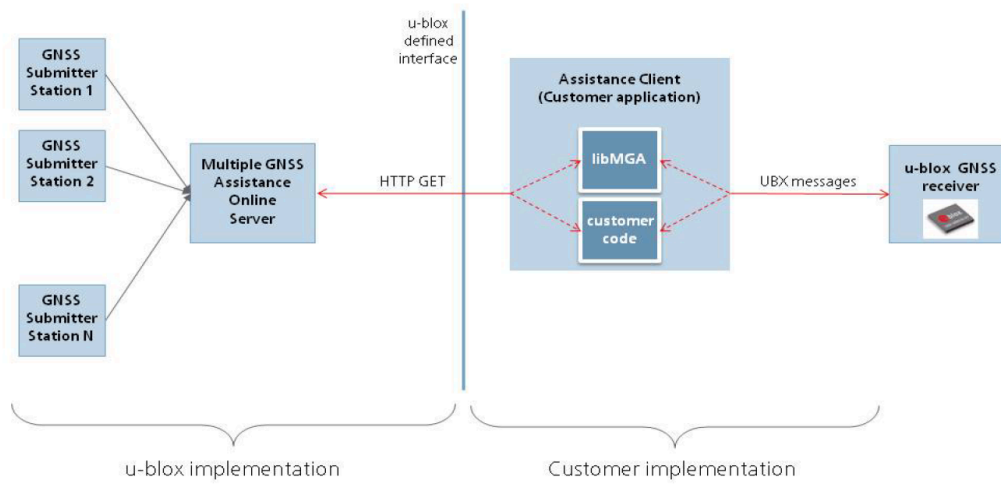 u-blox
defined
interface
GNSS
Submitter
Station 1
GNSS
Submitter
Station 2
GNSS
Submitter
Station N
Multiple GNSS
Assistance
Online
Server
HTTP GET
Assistance Client
(Customer application)
libMGA
customer
code
UBX messages
u-blox GNSS
receiver
u-blox implementation
Customer implementation